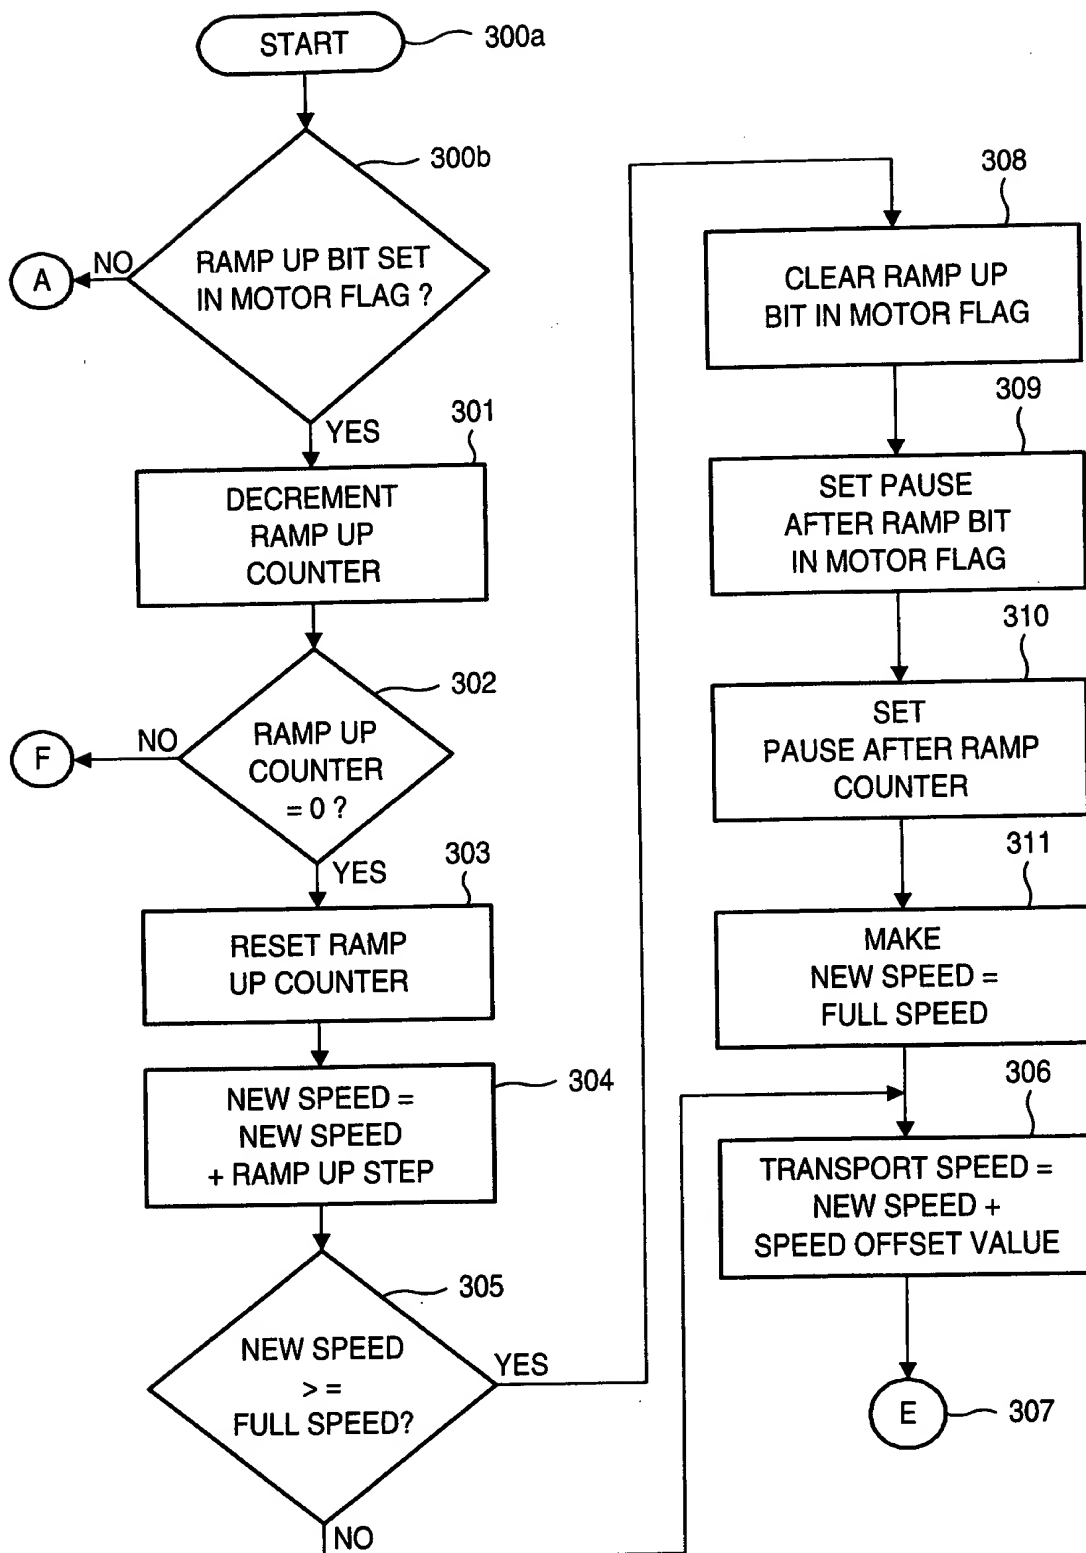 START
300a
300b
RAMP UP BIT SET
IN MOTOR FLAG ?
NO
A
YES
301
DECREMENT
RAMP UP
COUNTER
302
RAMP UP
COUNTER
= 0 ?
NO
F
YES
303
RESET RAMP
UP COUNTER
304
NEW SPEED =
NEW SPEED
+ RAMP UP STEP
305
NEW SPEED
> =
FULL SPEED?
YES
NO
308
CLEAR RAMP UP
BIT IN MOTOR FLAG
309
SET PAUSE
AFTER RAMP BIT
IN MOTOR FLAG
310
SET
PAUSE AFTER RAMP
COUNTER
311
MAKE
NEW SPEED =
FULL SPEED
306
TRANSPORT SPEED =
NEW SPEED +
SPEED OFFSET VALUE
E
307